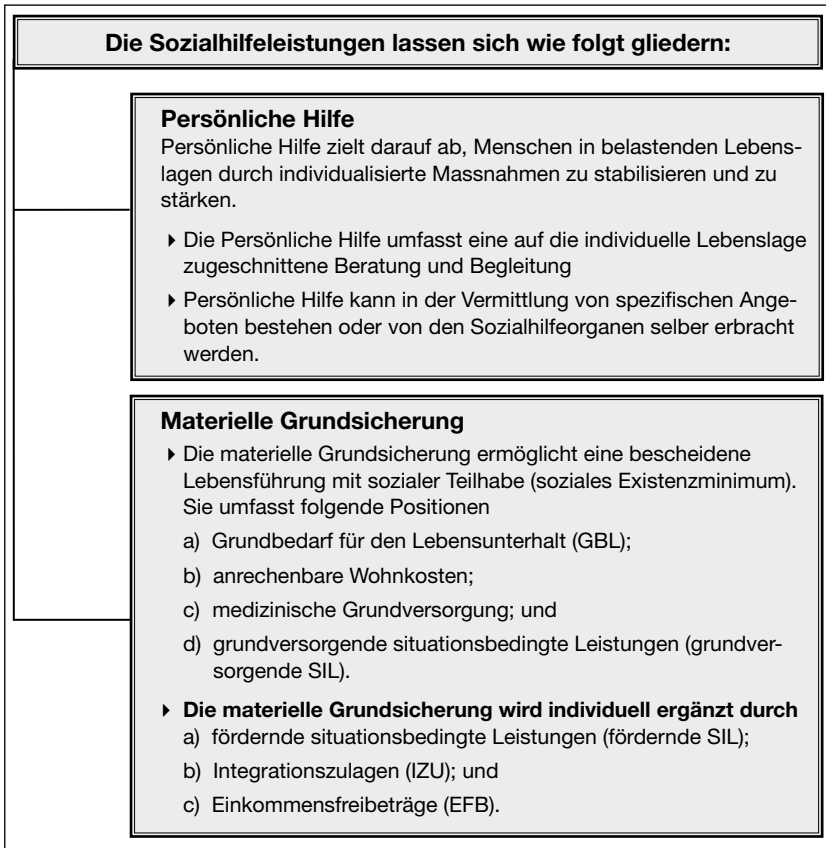 Die Sozialhilfeleistungen lassen sich wie folgt gliedern:
Persönliche Hilfe
Persönliche Hilfe zielt darauf ab, Menschen in belastenden Lebens-
lagen durch individualisierte Massnahmen zu stabilisieren und zu
stärken.
▸ Die Persönliche Hilfe umfasst eine auf die individuelle Lebenslage
zugeschnittene Beratung und Begleitung
▸ Persönliche Hilfe kann in der Vermittlung von spezifischen Ange-
boten bestehen oder von den Sozialhilfeorganen selber erbracht
werden.
Materielle Grundsicherung
▸ Die materielle Grundsicherung ermöglicht eine bescheidene
Lebensführung mit sozialer Teilhabe (soziales Existenzminimum).
Sie umfasst folgende Positionen
a) Grundbedarf für den Lebensunterhalt (GBL);
b) anrechenbare Wohnkosten;
c) medizinische Grundversorgung; und
d) grundversorgende situationsbedingte Leistungen (grundver-
sorgende SIL).
▸ Die materielle Grundsicherung wird individuell ergänzt durch
a) fördernde situationsbedingte Leistungen (fördernde SIL);
b) Integrationszulagen (IZU); und
c) Einkommensfreibeträge (EFB).